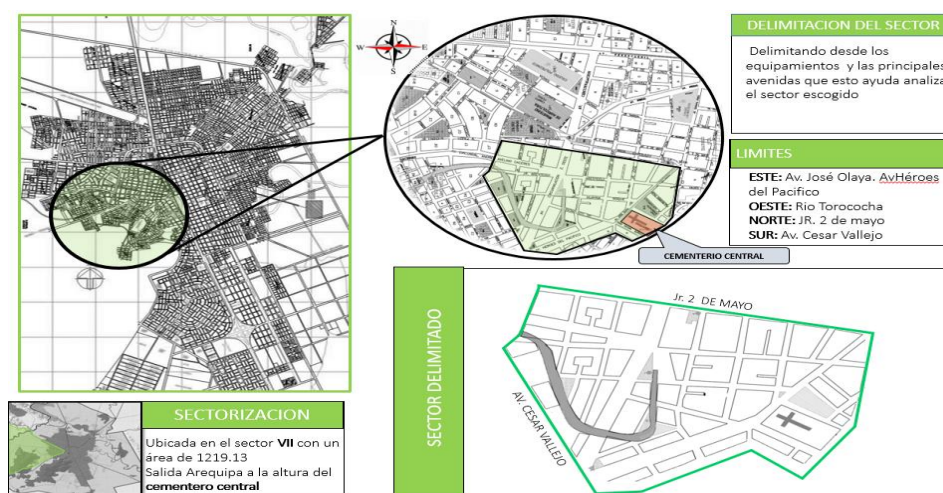 N
W E
S
DELIMITACION DEL SECTOR
Delimitando desde los
equipamientos y las principales
avenidas que esto ayuda analiza
el sector escogido
LIMITES
ESTE: Av. José Olaya. AvHéroes
del Pacifico
OESTE: Rio Torococha
NORTE: JR. 2 de mayo
SUR: Av. Cesar Vallejo
CEMENTERIO CENTRAL
SECTOR DELIMITADO
Jr. 2 DE MAYO
AV. CESAR VALLEJO
SECTORIZACION
Ubicada en el sector VII con un
área de 1219.13
Salida Arequipa a la altura del
cementero central